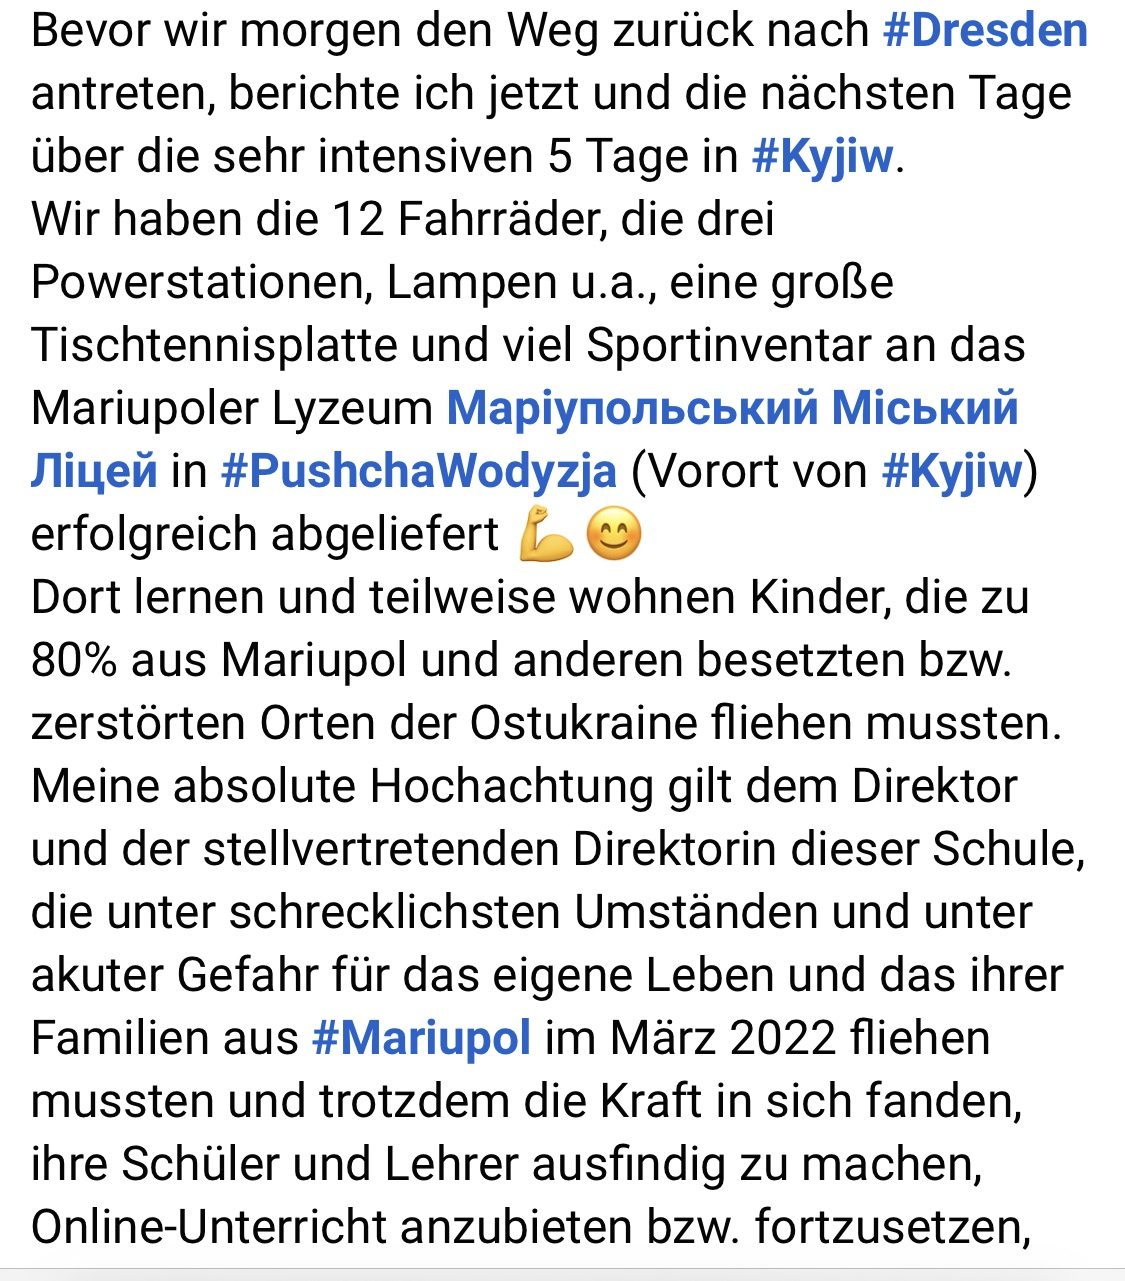 Bevor wir morgen den Weg zurück nach #Dresden
antreten, berichte ich jetzt und die nächsten Tage
über die sehr intensiven 5 Tage in #Kyjiw.
Wir haben die 12 Fahrräder, die drei
Powerstationen, Lampen u.a., eine große
Tischtennisplatte und viel Sportinventar an das
Mariupoler Lyzeum Маріупольський Міський
Ліцей in #PushchaWodyzja (Vorort von #Kyjiw)
erfolgreich abgeliefert 💪😊
Dort lernen und teilweise wohnen Kinder, die zu
80% aus Mariupol und anderen besetzten bzw.
zerstörten Orten der Ostukraine fliehen mussten.
Meine absolute Hochachtung gilt dem Direktor
und der stellvertretenden Direktorin dieser Schule,
die unter schrecklichsten Umständen und unter
akuter Gefahr für das eigene Leben und das ihrer
Familien aus #Mariupol im März 2022 fliehen
mussten und trotzdem die Kraft in sich fanden,
ihre Schüler und Lehrer ausfindig zu machen,
Online-Unterricht anzubieten bzw. fortzusetzen,